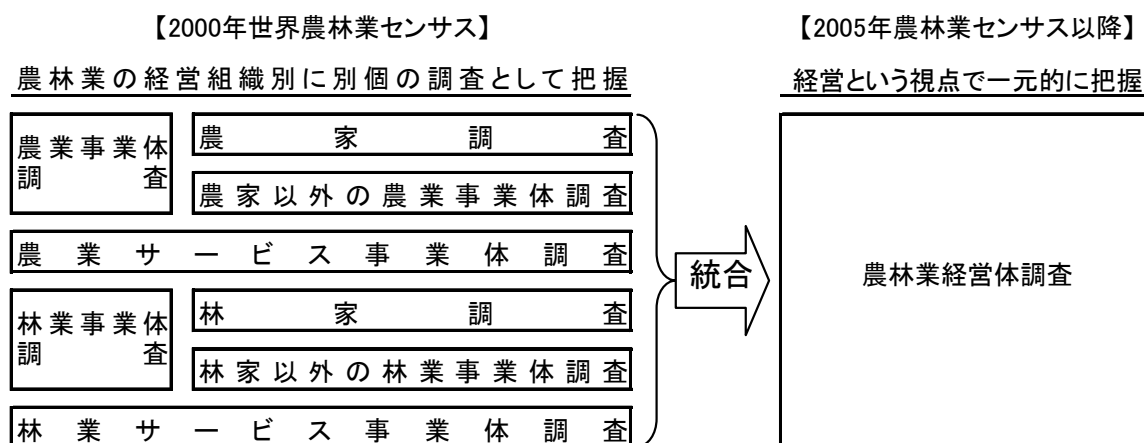 【2000年世界農林業センサス】
農林業の経営組織別に別個の調査として把握
農業事業体
調査
農家調査
農家以外の農業事業体調査
農業サービス事業体調査
林業事業体
調査
林家調査
林家以外の林業事業体調査
林業サービス事業体調査
統合
【2005年農林業センサス以降】
経営という視点で一元的に把握
農林業経営体調査